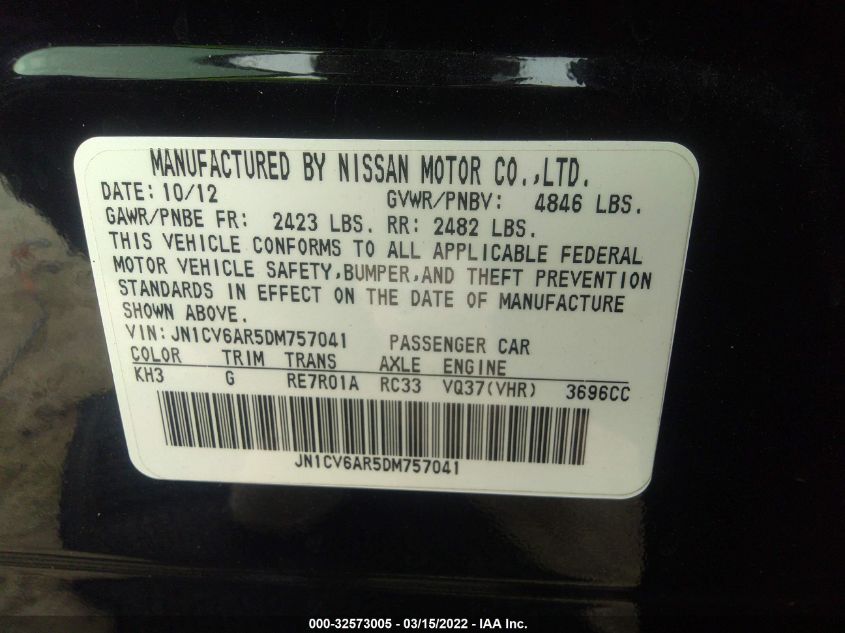 MANUFACTURED BY NISSAN MOTOR CO.,LTD.
DATE: 10/12 GVWR/PNBV: 4846 LBS.
GAWR/PNBE FR: 2423 LBS. RR: 2482 LBS.
THIS VEHICLE CONFORMS TO ALL APPLICABLE FEDERAL
MOTOR VEHICLE SAFETY,BUMPER,AND THEFT PREVENTION
STANDARDS IN EFFECT ON THE DATE OF MANUFACTURE
SHOWN ABOVE.
VIN: JN1CV6AR5DM757041 PASSENGER CAR
COLOR TRIM TRANS AXLE ENGINE
KH3 G RE7R01A RC33 VQ37(VHR) 3696CC
JN1CV6AR5DM757041
000-32573005 - 03/15/2022 - IAA Inc.